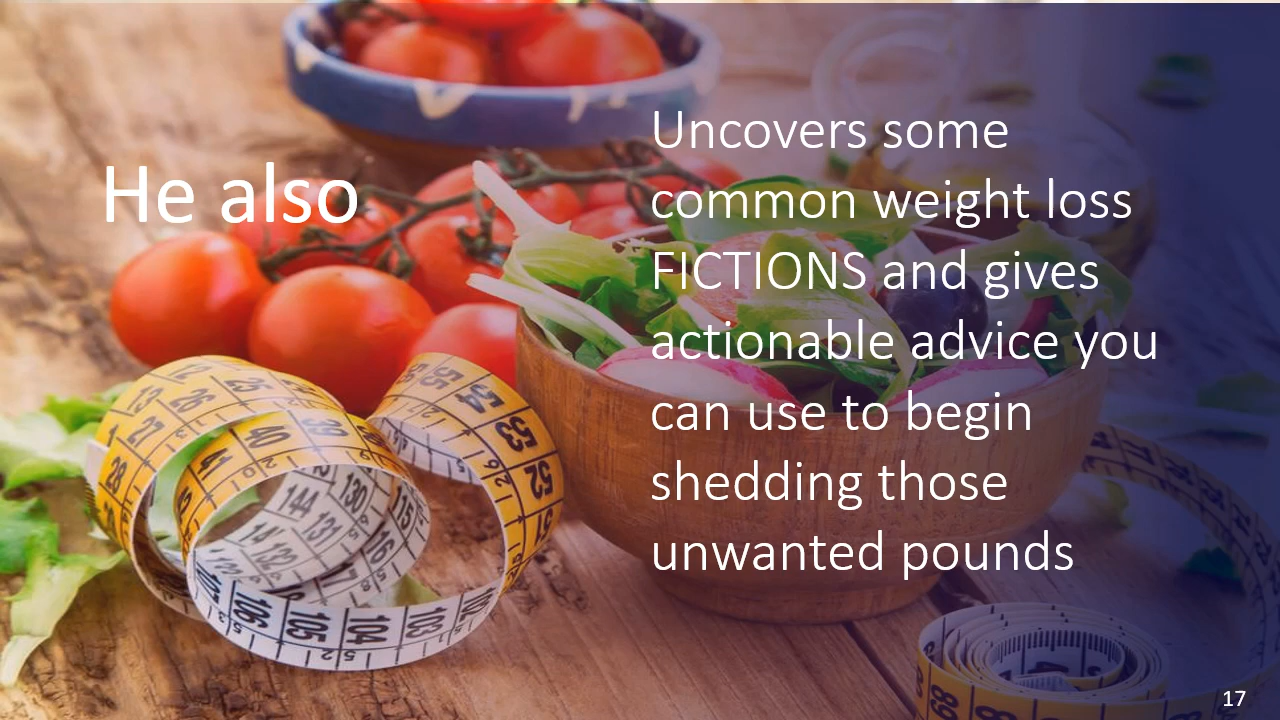 He also
Uncovers some
common weight loss
FICTIONS and gives
actionable advice you
can use to begin
shedding those
unwanted pounds
17